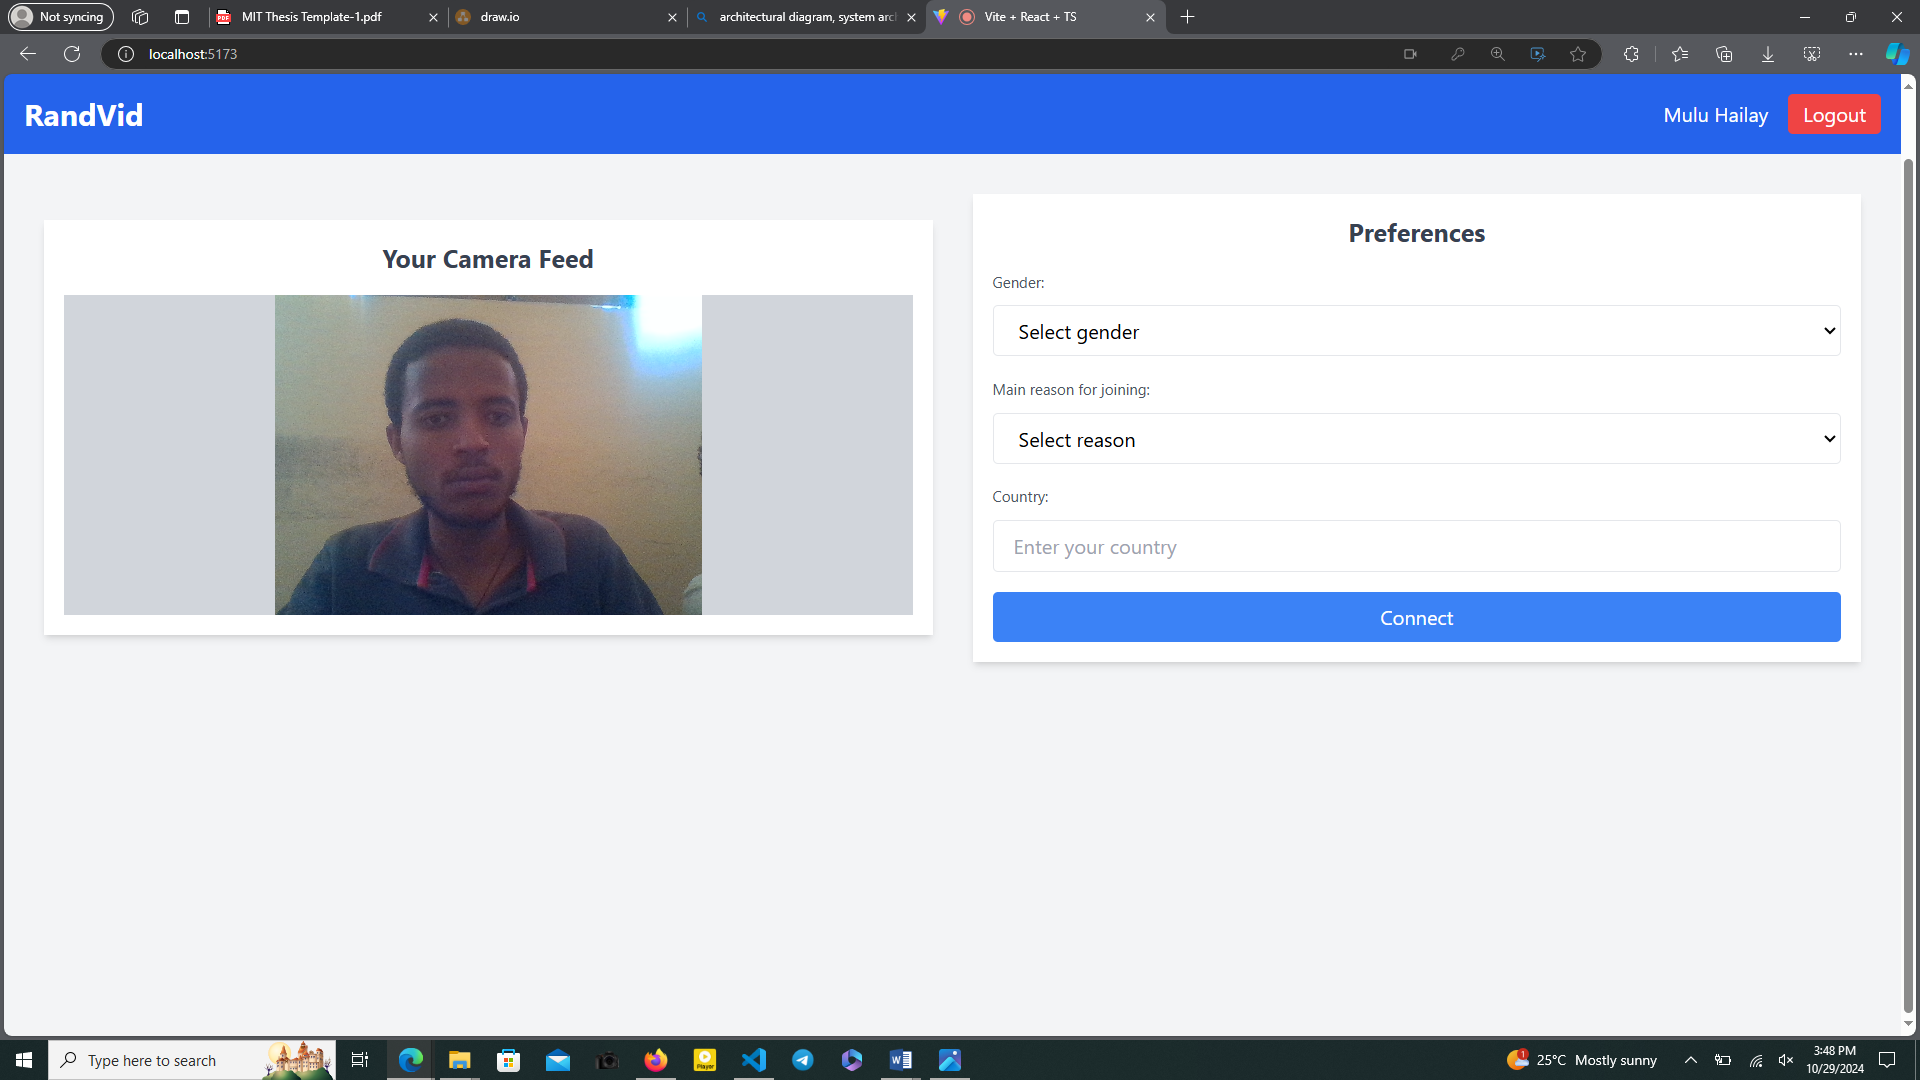 Not syncing
MIT Thesis Template-1.pdf
draw.io
architectural diagram, system arc
Vite + React + TS
localhost:5173
RandVid
Mulu Hailay
Logout
Your Camera Feed
Preferences
Gender:
Select gender
Main reason for joining:
Select reason
Country:
Enter your country
Connect
Type here to search
Player
1
25°C Mostly sunny
3:48 PM
10/29/2024